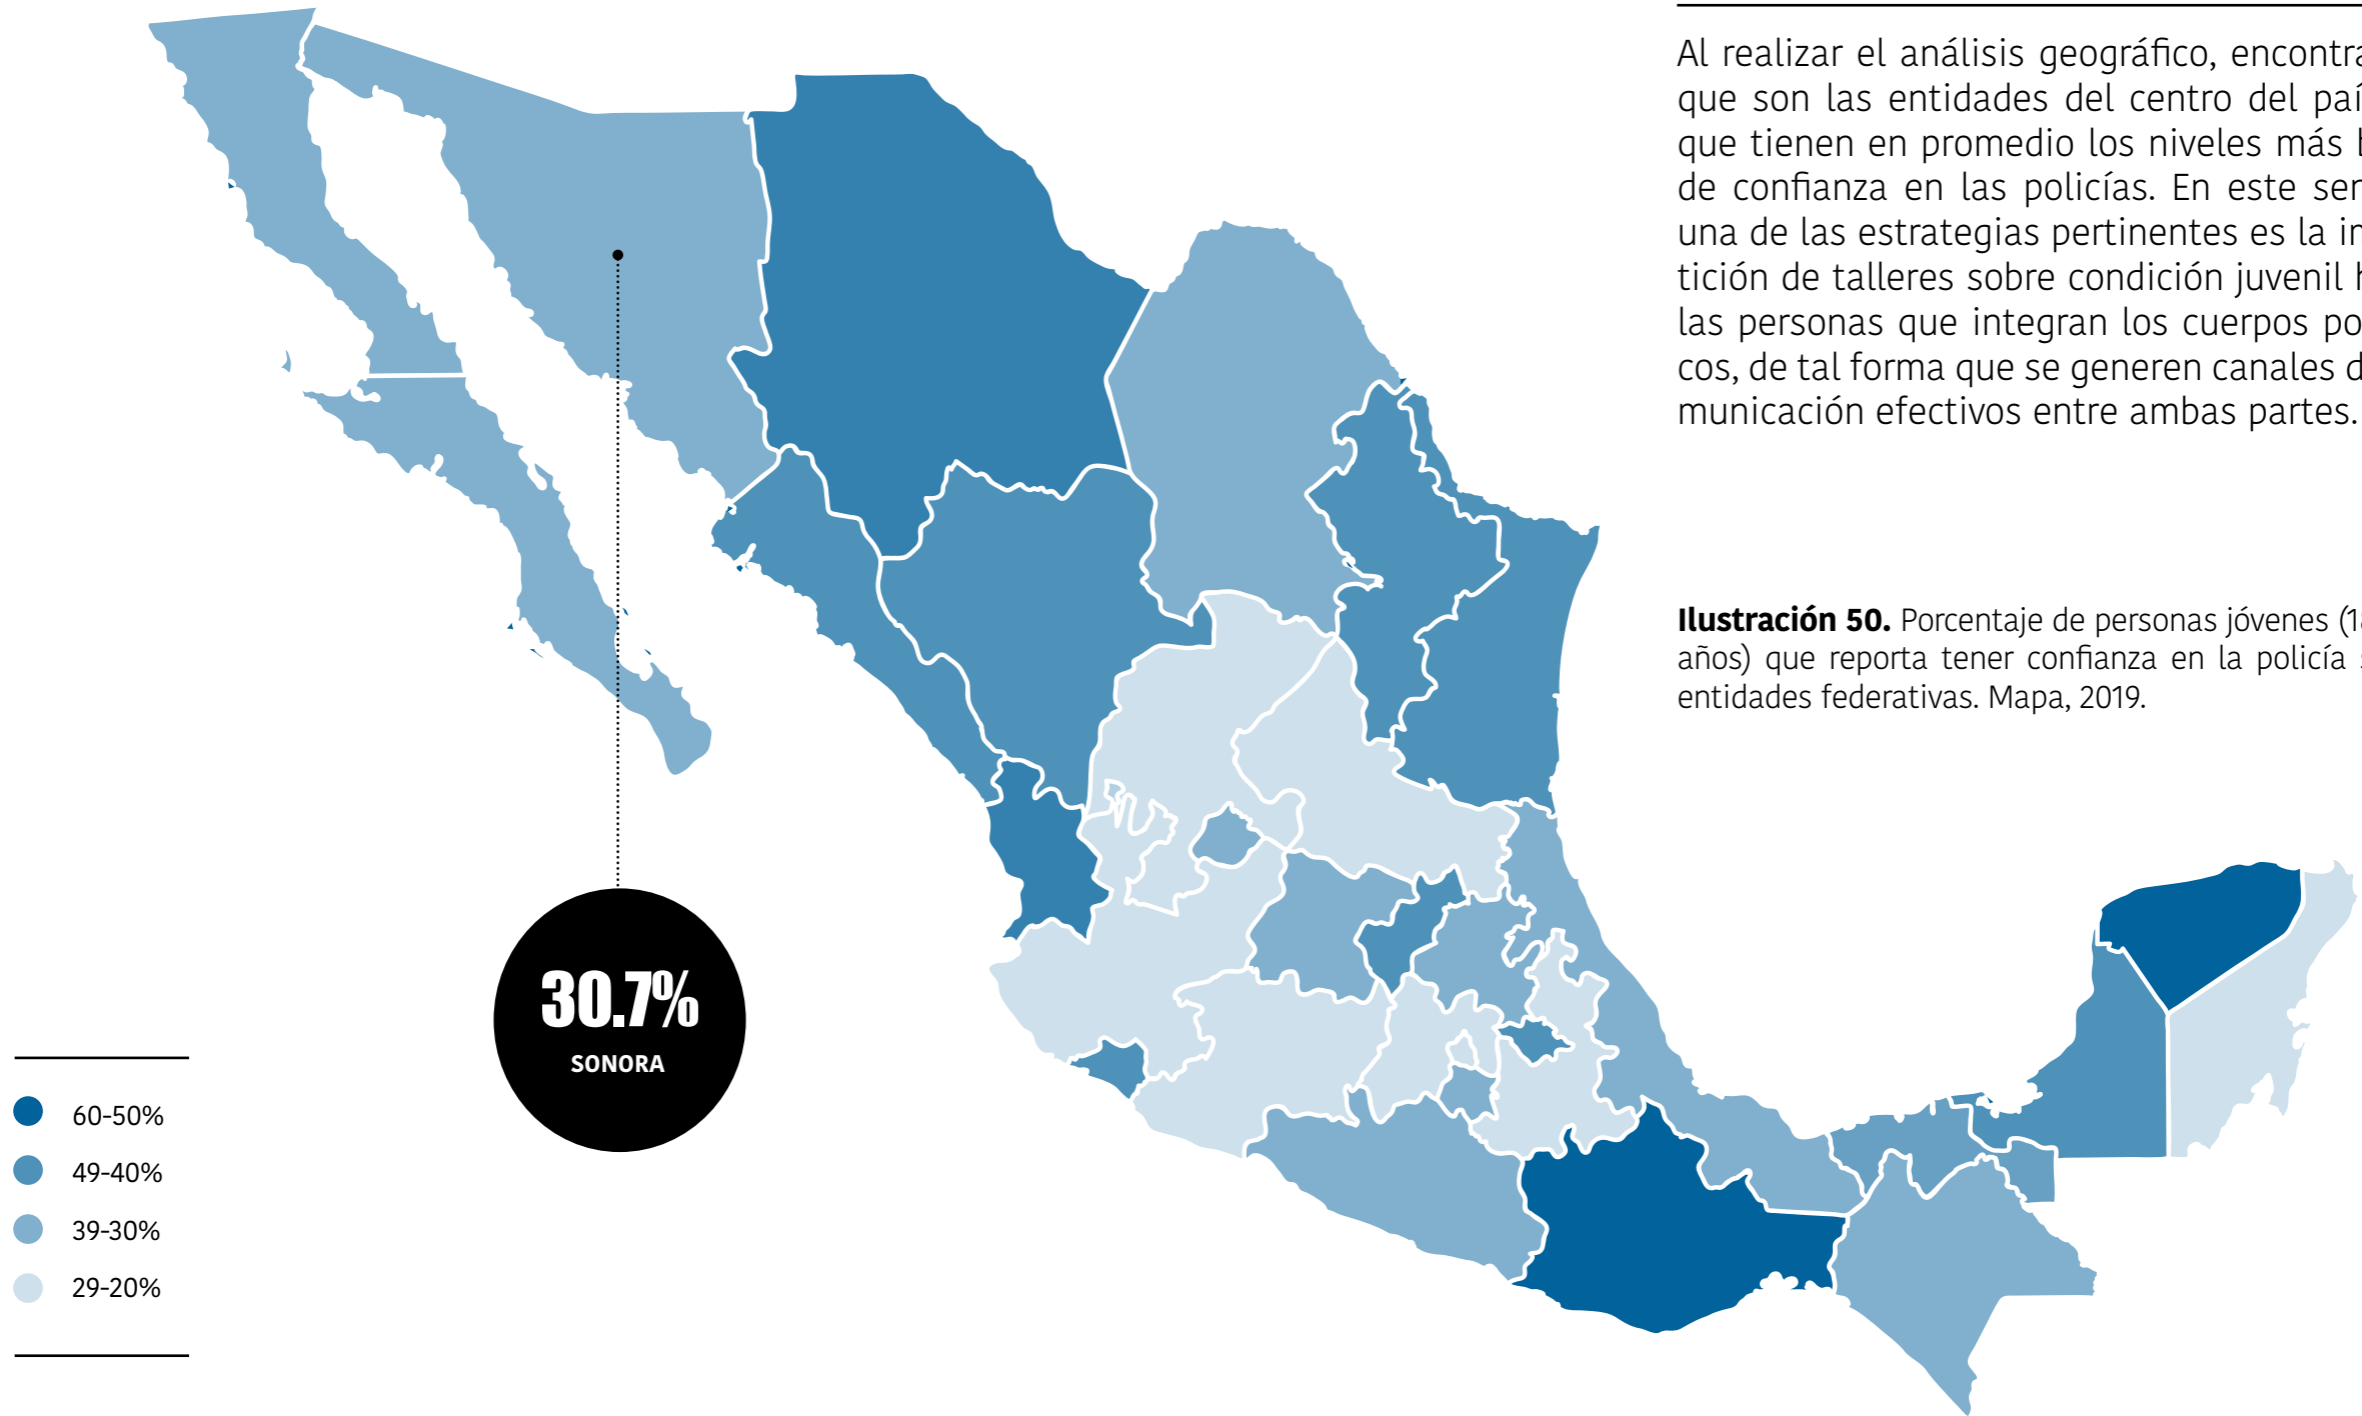 Al realizar el análisis geográfico, encontra
que son las entidades del centro del paí
que tienen en promedio los niveles más
de confianza en las policías. En este ser
una de las estrategias pertinentes es la
tición de talleres sobre condición juvenil
las personas que integran los cuerpos po
cos, de tal forma que se generen canales d
municación efectivos entre ambas partes.
Ilustración 50. Porcentaje de personas jóvenes (18
años) que reporta tener confianza en la policía s
entidades federativas. Mapa, 2019.
30.7%
SONORA
60-50%
49-40%
39-30%
29-20%